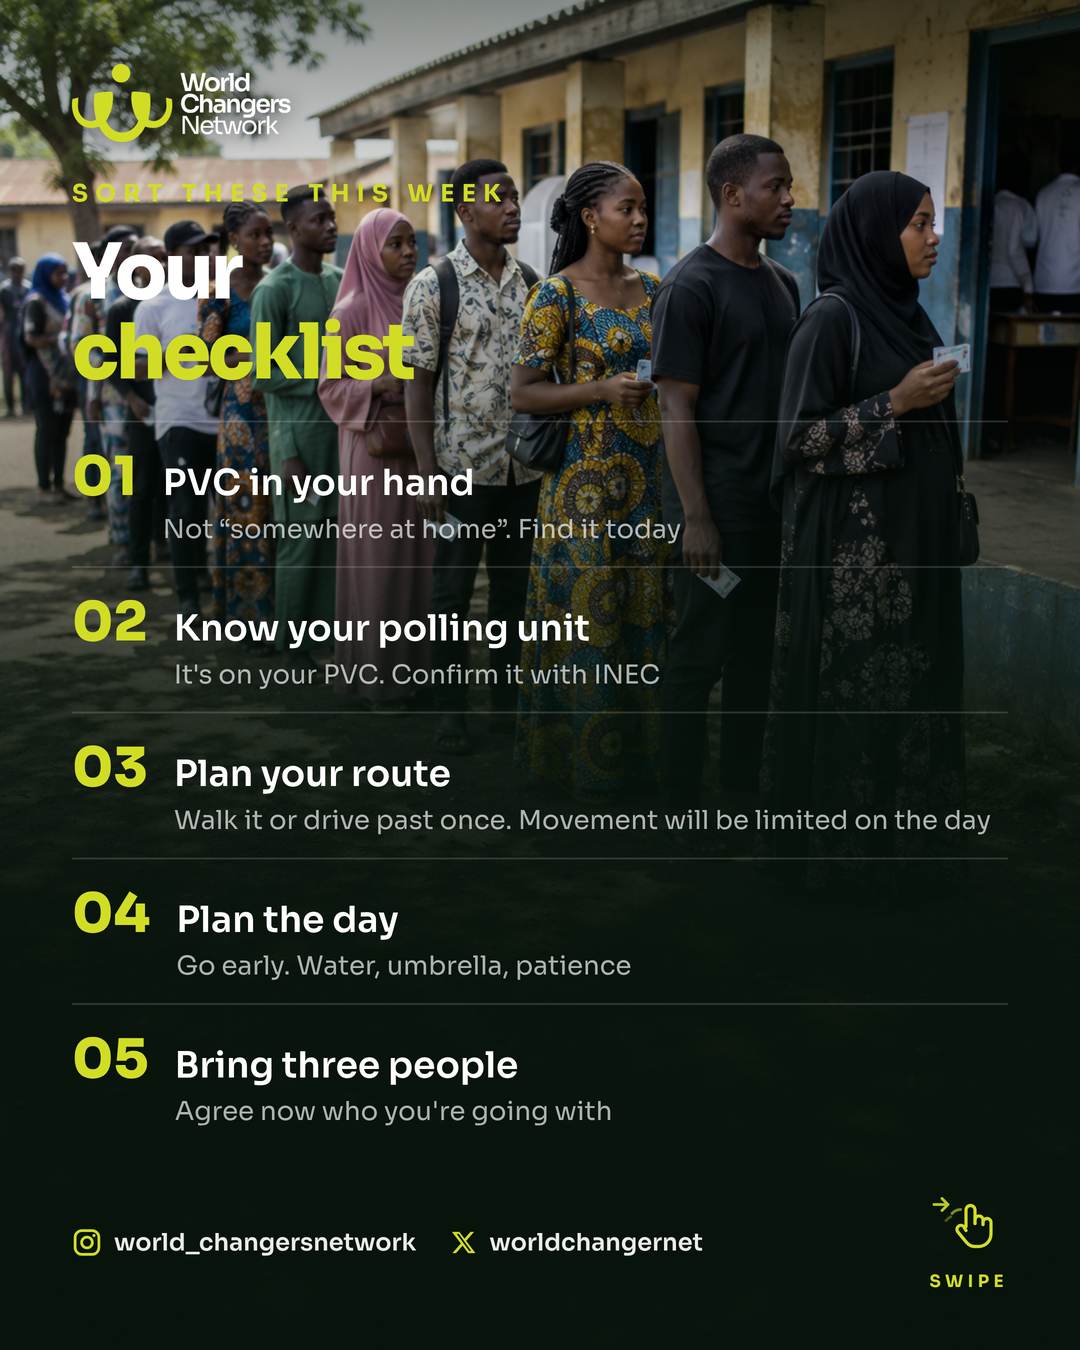 World
Changers
Network
SORT THESE THIS WEEK
Your
checklist
01 PVC in your hand
Not “somewhere at home”. Find it today
02 Know your polling unit
It's on your PVC. Confirm it with INEC
03 Plan your route
Walk it or drive past once. Movement will be limited on the day
04 Plan the day
Go early. Water, umbrella, patience
05 Bring three people
Agree now who you're going with
world_changersnetwork worldchangernet
SWIPE